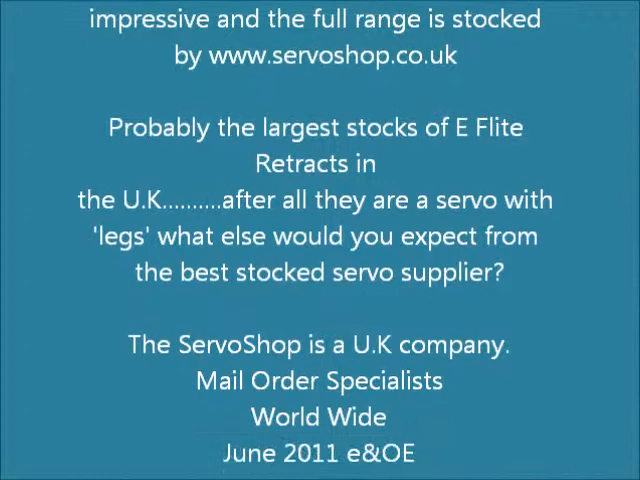 impressive and the full range is stocked
by www.servoshop.co.uk
Probably the largest stocks of E Flite
Retracts in
the U.K..........after all they are a servo with
'legs' what else would you expect from
the best stocked servo supplier?
The ServoShop is a U.K company.
Mail Order Specialists
World Wide
June 2011 e&OE